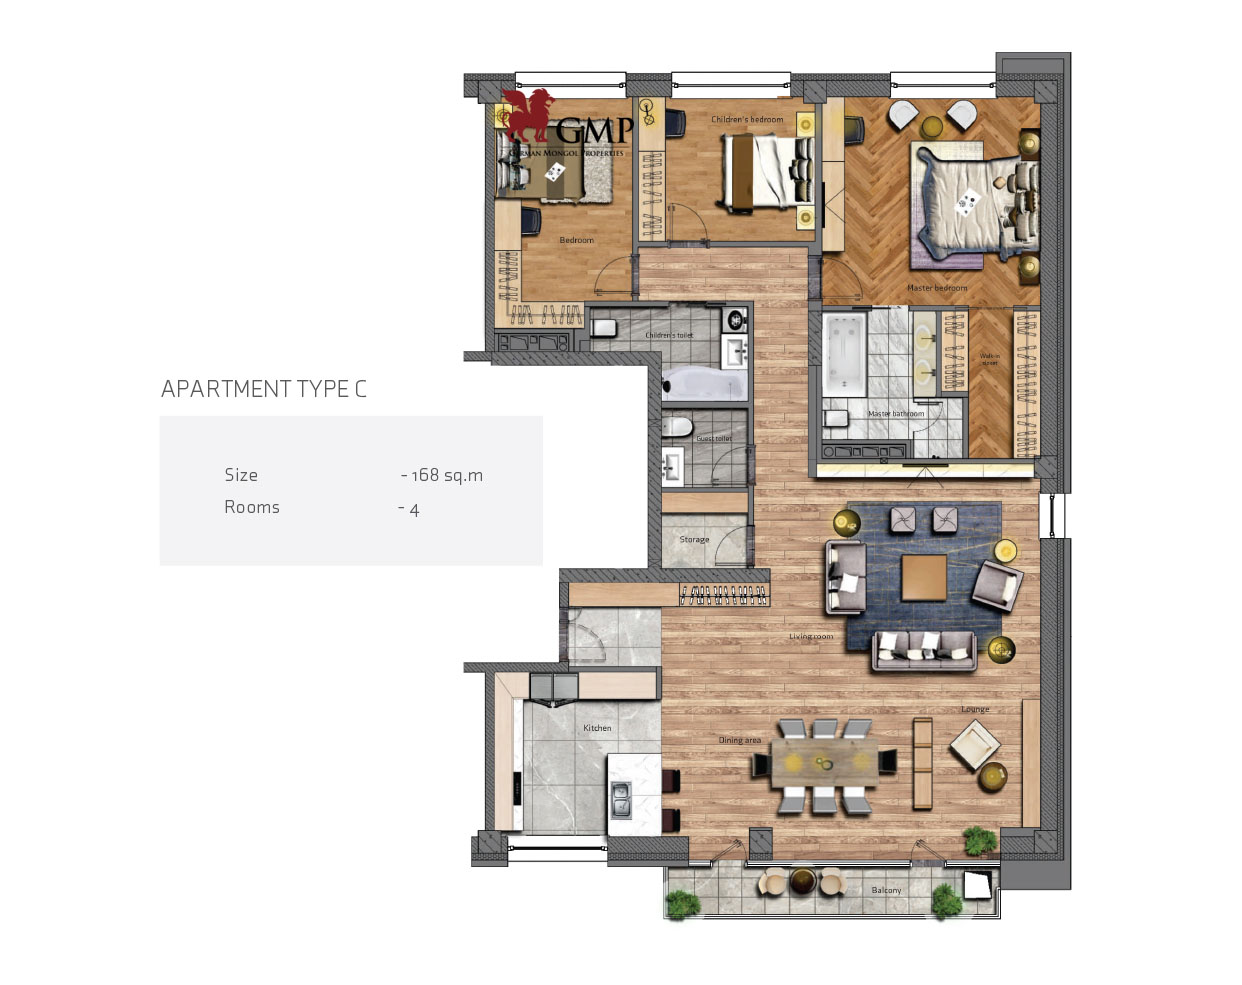 GMP
German Mongol Properties
Children's bedroom
Bedroom
Master bedroom
Children's toilet
Walk-in
closet
APARTMENT TYPE C
Master bathroom
Guest toilet
Size - 168 sq.m
Rooms - 4
Storage
Living room
Lounge
Kitchen
Dining area
Balcony